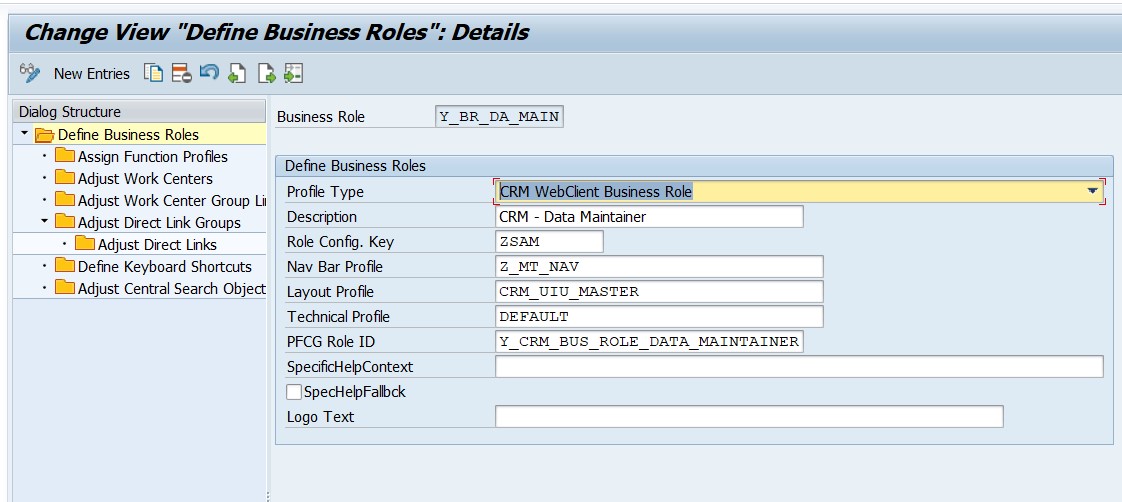 Change View "Define Business Roles": Details
New Entries
Dialog Structure
Define Business Roles
Assign Function Profiles
Adjust Work Centers
Adjust Work Center Group Li
Adjust Direct Link Groups
Adjust Direct Links
Define Keyboard Shortcuts
Adjust Central Search Object
Business Role Y_BR_DA_MAIN
Define Business Roles
Profile Type CRM WebClient Business Role
Description CRM - Data Maintainer
Role Config. Key ZSAM
Nav Bar Profile Z_MT_NAV
Layout Profile CRM_UIU_MASTER
Technical Profile DEFAULT
PFCG Role ID Y_CRM_BUS_ROLE_DATA_MAINTAINER
SpecificHelpContext
SpecHelpFallbck
Logo Text